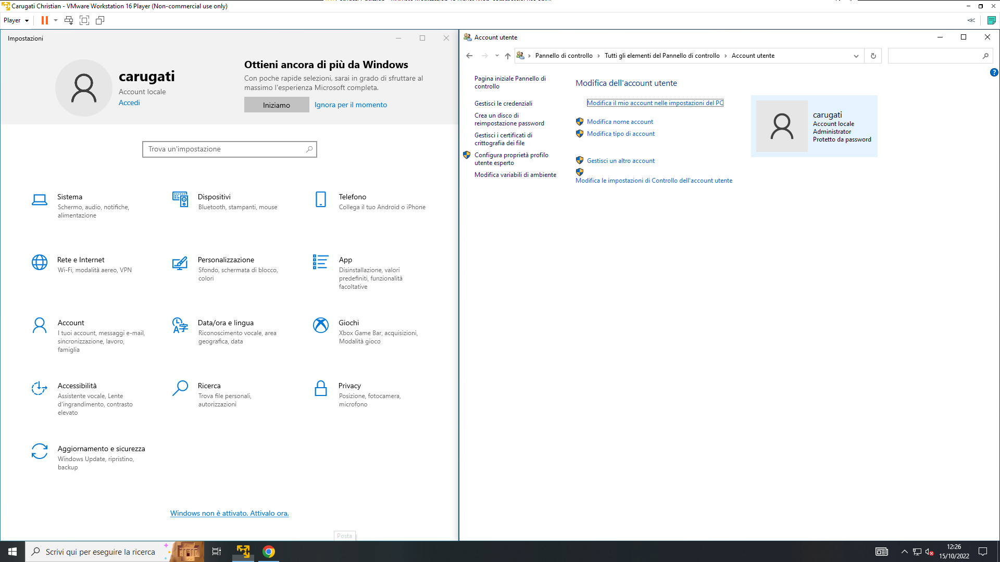 Carugati Christian - VMware Workstation 16 Player (Non-commercial use only)
Player
Impostazioni
carugati
Account locale
Accedi
Ottieni ancora di più da Windows
Con poche rapide selezioni, sarai in grado di sfruttare al
massimo l'esperienza Microsoft completa.
Iniziamo
Ignora per il momento
Trova un'impostazione
Sistema
Schermo, audio, notifiche,
alimentazione
Dispositivi
Bluetooth, stampanti, mouse
Telefono
Collega il tuo Android o iPhone
Rete e Internet
Wi-Fi, modalità aereo, VPN
Personalizzazione
Sfondo, schermata di blocco,
colori
App
Disinstallazione, valori
predefiniti, funzionalità
facoltative
Account
I tuoi account, messaggi e-mail,
sincronizzazione, lavoro,
famiglia
Data/ora e lingua
Riconoscimento vocale, area
geografica, data
Giochi
Xbox Game Bar, acquisizioni,
Modalità gioco
Accessibilità
Assistente vocale, Lente
d'ingrandimento, contrasto
elevato
Ricerca
Trova file personali,
autorizzazioni
Privacy
Posizione, fotocamera,
microfono
Aggiornamento e sicurezza
Windows Update, ripristino,
backup
Windows non è attivato. Attivalo ora.
Posta
Account utente
Pannello di controllo
Tutti gli elementi del Pannello di controllo
Account utente
Pagina iniziale Pannello di
controllo
Gestisci le credenziali
Crea un disco di
reimpostazione password
Gestisci i certificati di
crittografia dei file
Configura proprietà profilo
utente esperto
Modifica variabili di ambiente
Modifica dell'account utente
Modifica il mio account nelle impostazioni del PC
Modifica nome account
Modifica tipo di account
Gestisci un altro account
Modifica le impostazioni di Controllo dell'account utente
carugati
Account locale
Administrator
Protetto da password
Scrivi qui per eseguire la ricerca
12:26
15/10/2022